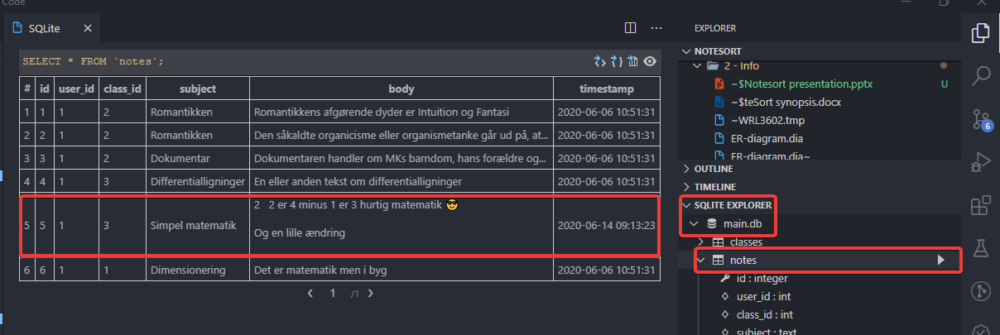 Code
SQLite
SELECT * FROM `notes`;
# id user_id class_id subject body timestamp
1 1 1 2 Romantikken Romantikkens afgørende dyder er Intuition og Fantasi 2020-06-06 10:51:31
2 2 1 2 Romantikken Den såkaldte organicisme eller organismetanke går ud på, at... 2020-06-06 10:51:31
3 3 1 2 Dokumentar Dokumentaren handler om MKs barndom, hans forældre og... 2020-06-06 10:51:31
4 4 1 3 Differentialligninger En eller anden tekst om differentialligninger 2020-06-06 10:51:31
2 2 er 4 minus 1 er 3 hurtig matematik 😎
5 5 1 3 Simpel matematik 2020-06-14 09:13:23
Og en lille ændring
6 6 1 1 Dimensionering Det er matematik men i byg 2020-06-06 10:51:31
1 /1
EXPLORER
NOTESORT
2 - Info
~$Notesort presentation.pptx U
~$teSort synopsis.docx
~WRL3602.tmp
ER-diagram.dia
ER-diagram.dia~
OUTLINE
TIMELINE
SQLITE EXPLORER
main.db
classes
notes
id : integer
user_id : int
class_id : int
subject : text
6